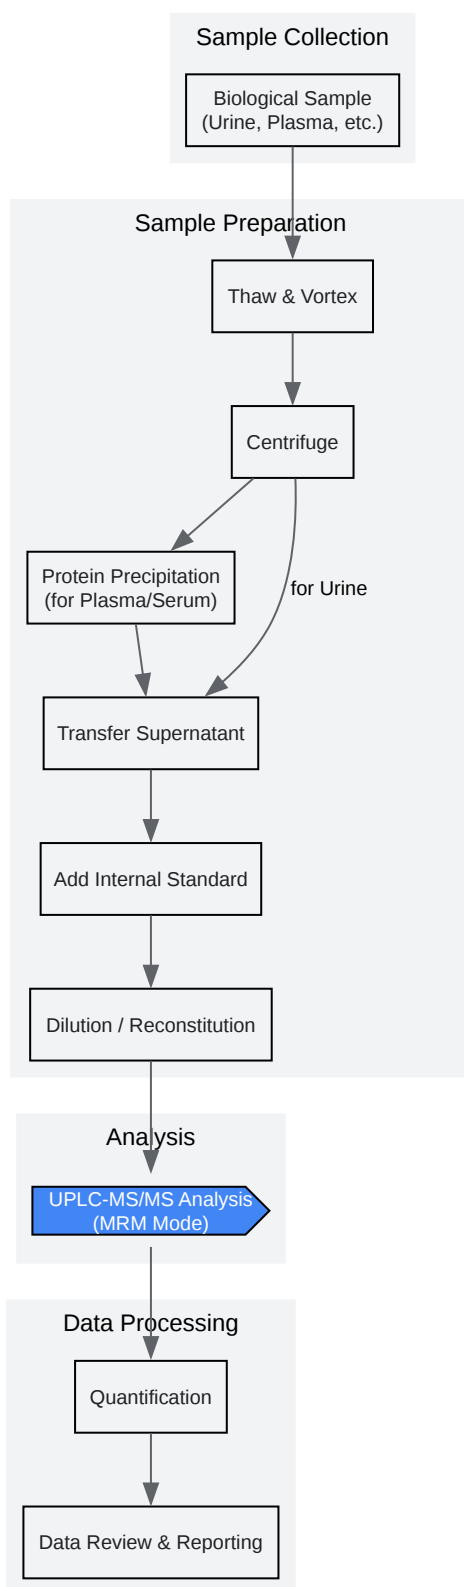 Sample Collection
Biological Sample
(Urine, Plasma, etc.)
Sample Preparation
Thaw & Vortex
Centrifuge
Protein Precipitation
(for Plasma/Serum)
for Urine
Transfer Supernatant
Add Internal Standard
Dilution / Reconstitution
Analysis
UPLC-MS/MS Analysis
(MRM Mode)
Data Processing
Quantification
Data Review & Reporting